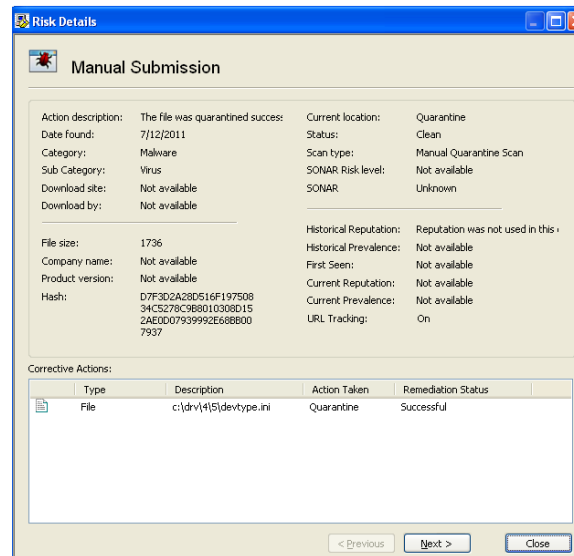 Risk Details
Manual Submission
Action description: The file was quarantined succes:
Date found: 7/12/2011
Category: Malware
Sub Category: Virus
Download site: Not available
Download by: Not available
File size: 1736
Company name: Not available
Product version: Not available
Hash: D7F3D2A28D516F197508
34C5278C9B8010308D15
2AE0D07939992E68BB00
7937
Current location: Quarantine
Status: Clean
Scan type: Manual Quarantine Scan
SONAR Risk level: Not available
SONAR Unknown
Historical Reputation: Reputation was not used in this
Historical Prevalence: Not available
First Seen: Not available
Current Reputation: Not available
Current Prevalence: Not available
URL Tracking: On
Corrective Actions:
Type Description Action Taken Remediation Status
File c:\drv\4\5\devtype.ini Quarantine Successful
< Previous Next > Close